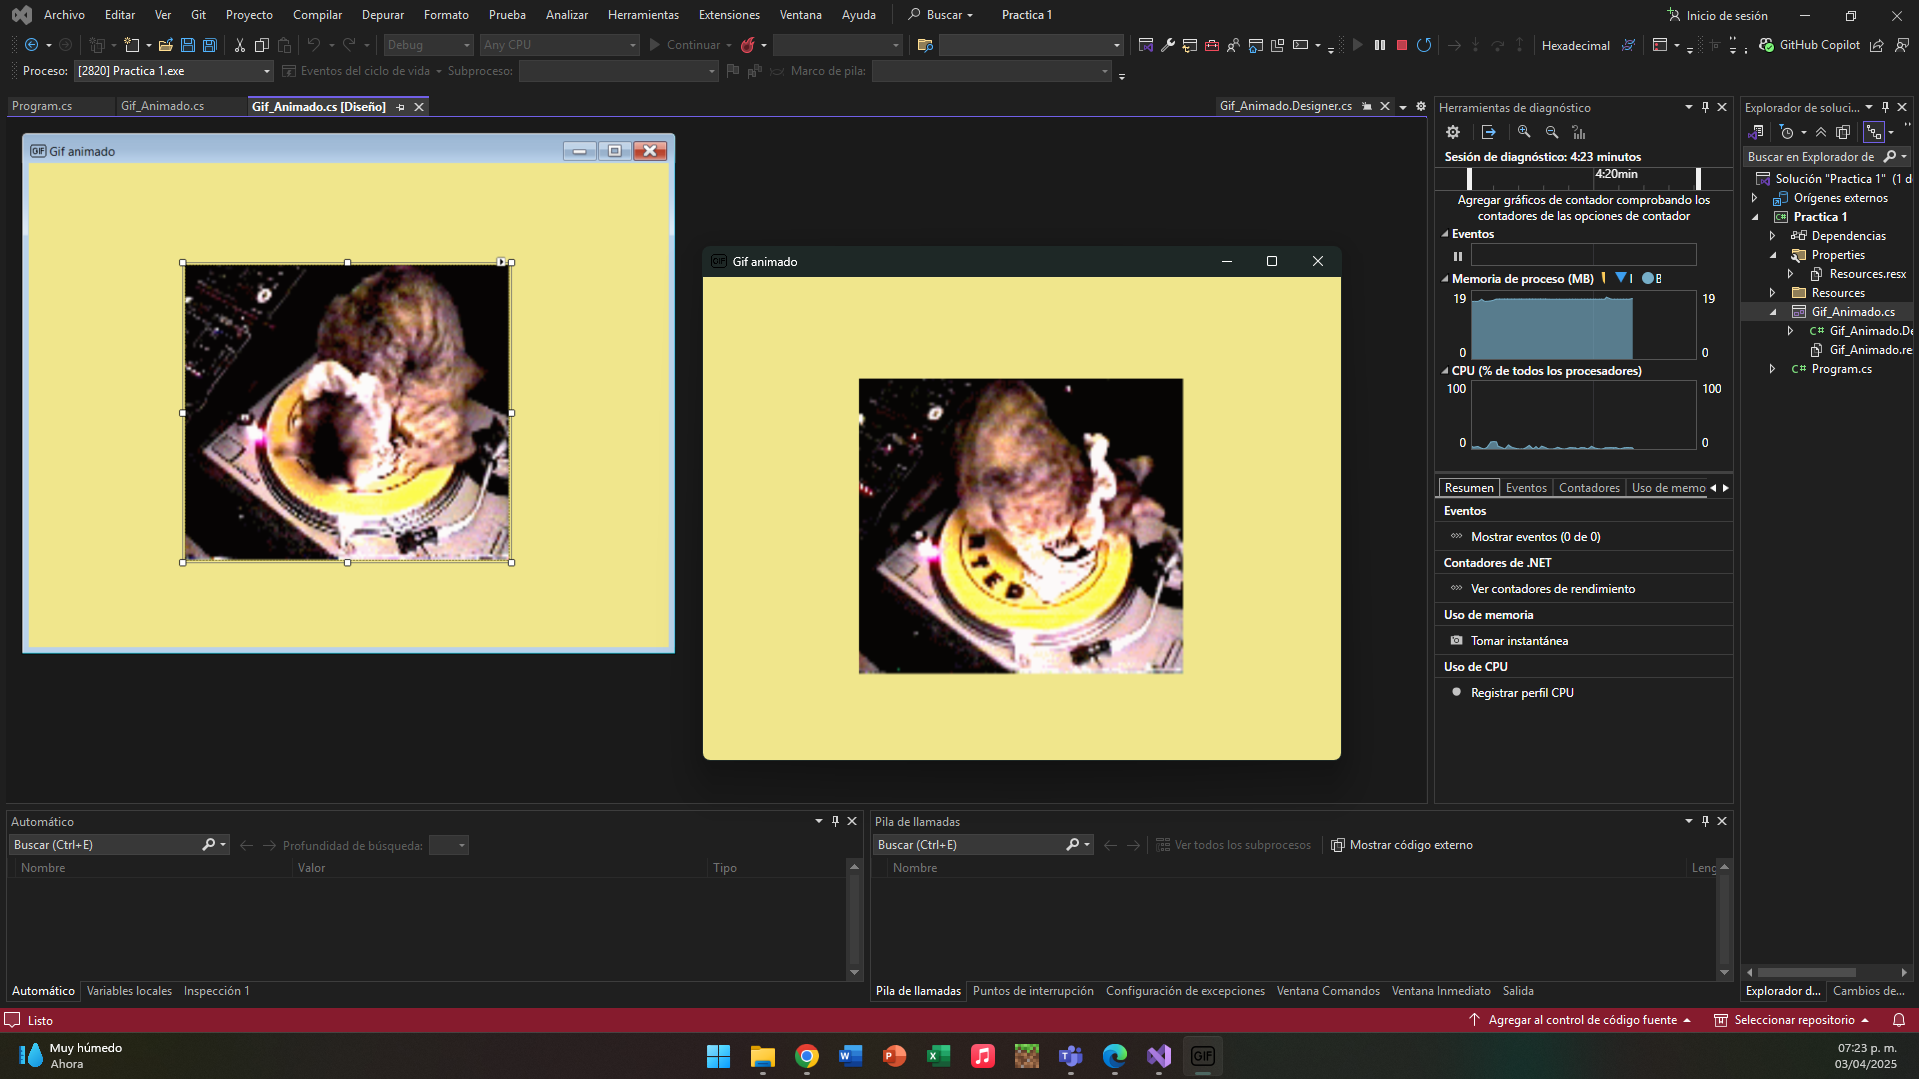 Archivo Editar Ver Git Proyecto Compilar Depurar Formato Prueba Analizar Herramientas Extensiones Ventana Ayuda Buscar Practica 1 Inicio de sesión
Debug Any CPU Continuar Hexadecimal GitHub Copilot
Proceso: [2820] Practica 1.exe Eventos del ciclo de vida Subproceso: Marco de pila:
Program.cs Gif_Animado.cs Gif_Animado.cs [Diseño] Gif_Animado.Designer.cs
GIF Gif animado
GIF Gif animado
TED
Herramientas de diagnóstico
Sesión de diagnóstico: 4:23 minutos
4:20min
Agregar gráficos de contador comprobando los
contadores de las opciones de contador
Eventos
Memoria de proceso (MB) I B
19 19
0 0
CPU (% de todos los procesadores)
100 100
0 0
Resumen Eventos Contadores Uso de memo
Eventos
Mostrar eventos (0 de 0)
Contadores de .NET
Ver contadores de rendimiento
Uso de memoria
Tomar instantánea
Uso de CPU
Registrar perfil CPU
Explorador de soluci...
Buscar en Explorador de
Solución "Practica 1" (1 d
Orígenes externos
C# Practica 1
Dependencias
Properties
Resources.resx
Resources
Gif_Animado.cs
C# Gif_Animado.De
Gif_Animado.re
C# Program.cs
Explorador d... Cambios de...
Automático
Buscar (Ctrl+E) Profundidad de búsqueda:
Nombre Valor Tipo
Automático Variables locales Inspección 1
Pila de llamadas
Buscar (Ctrl+E) Ver todos los subprocesos Mostrar código externo
Nombre Leng
Pila de llamadas Puntos de interrupción Configuración de excepciones Ventana Comandos Ventana Inmediato Salida
Listo Agregar al control de código fuente Seleccionar repositorio
Muy húmedo
Ahora
GIF
07:23 p. m.
03/04/2025